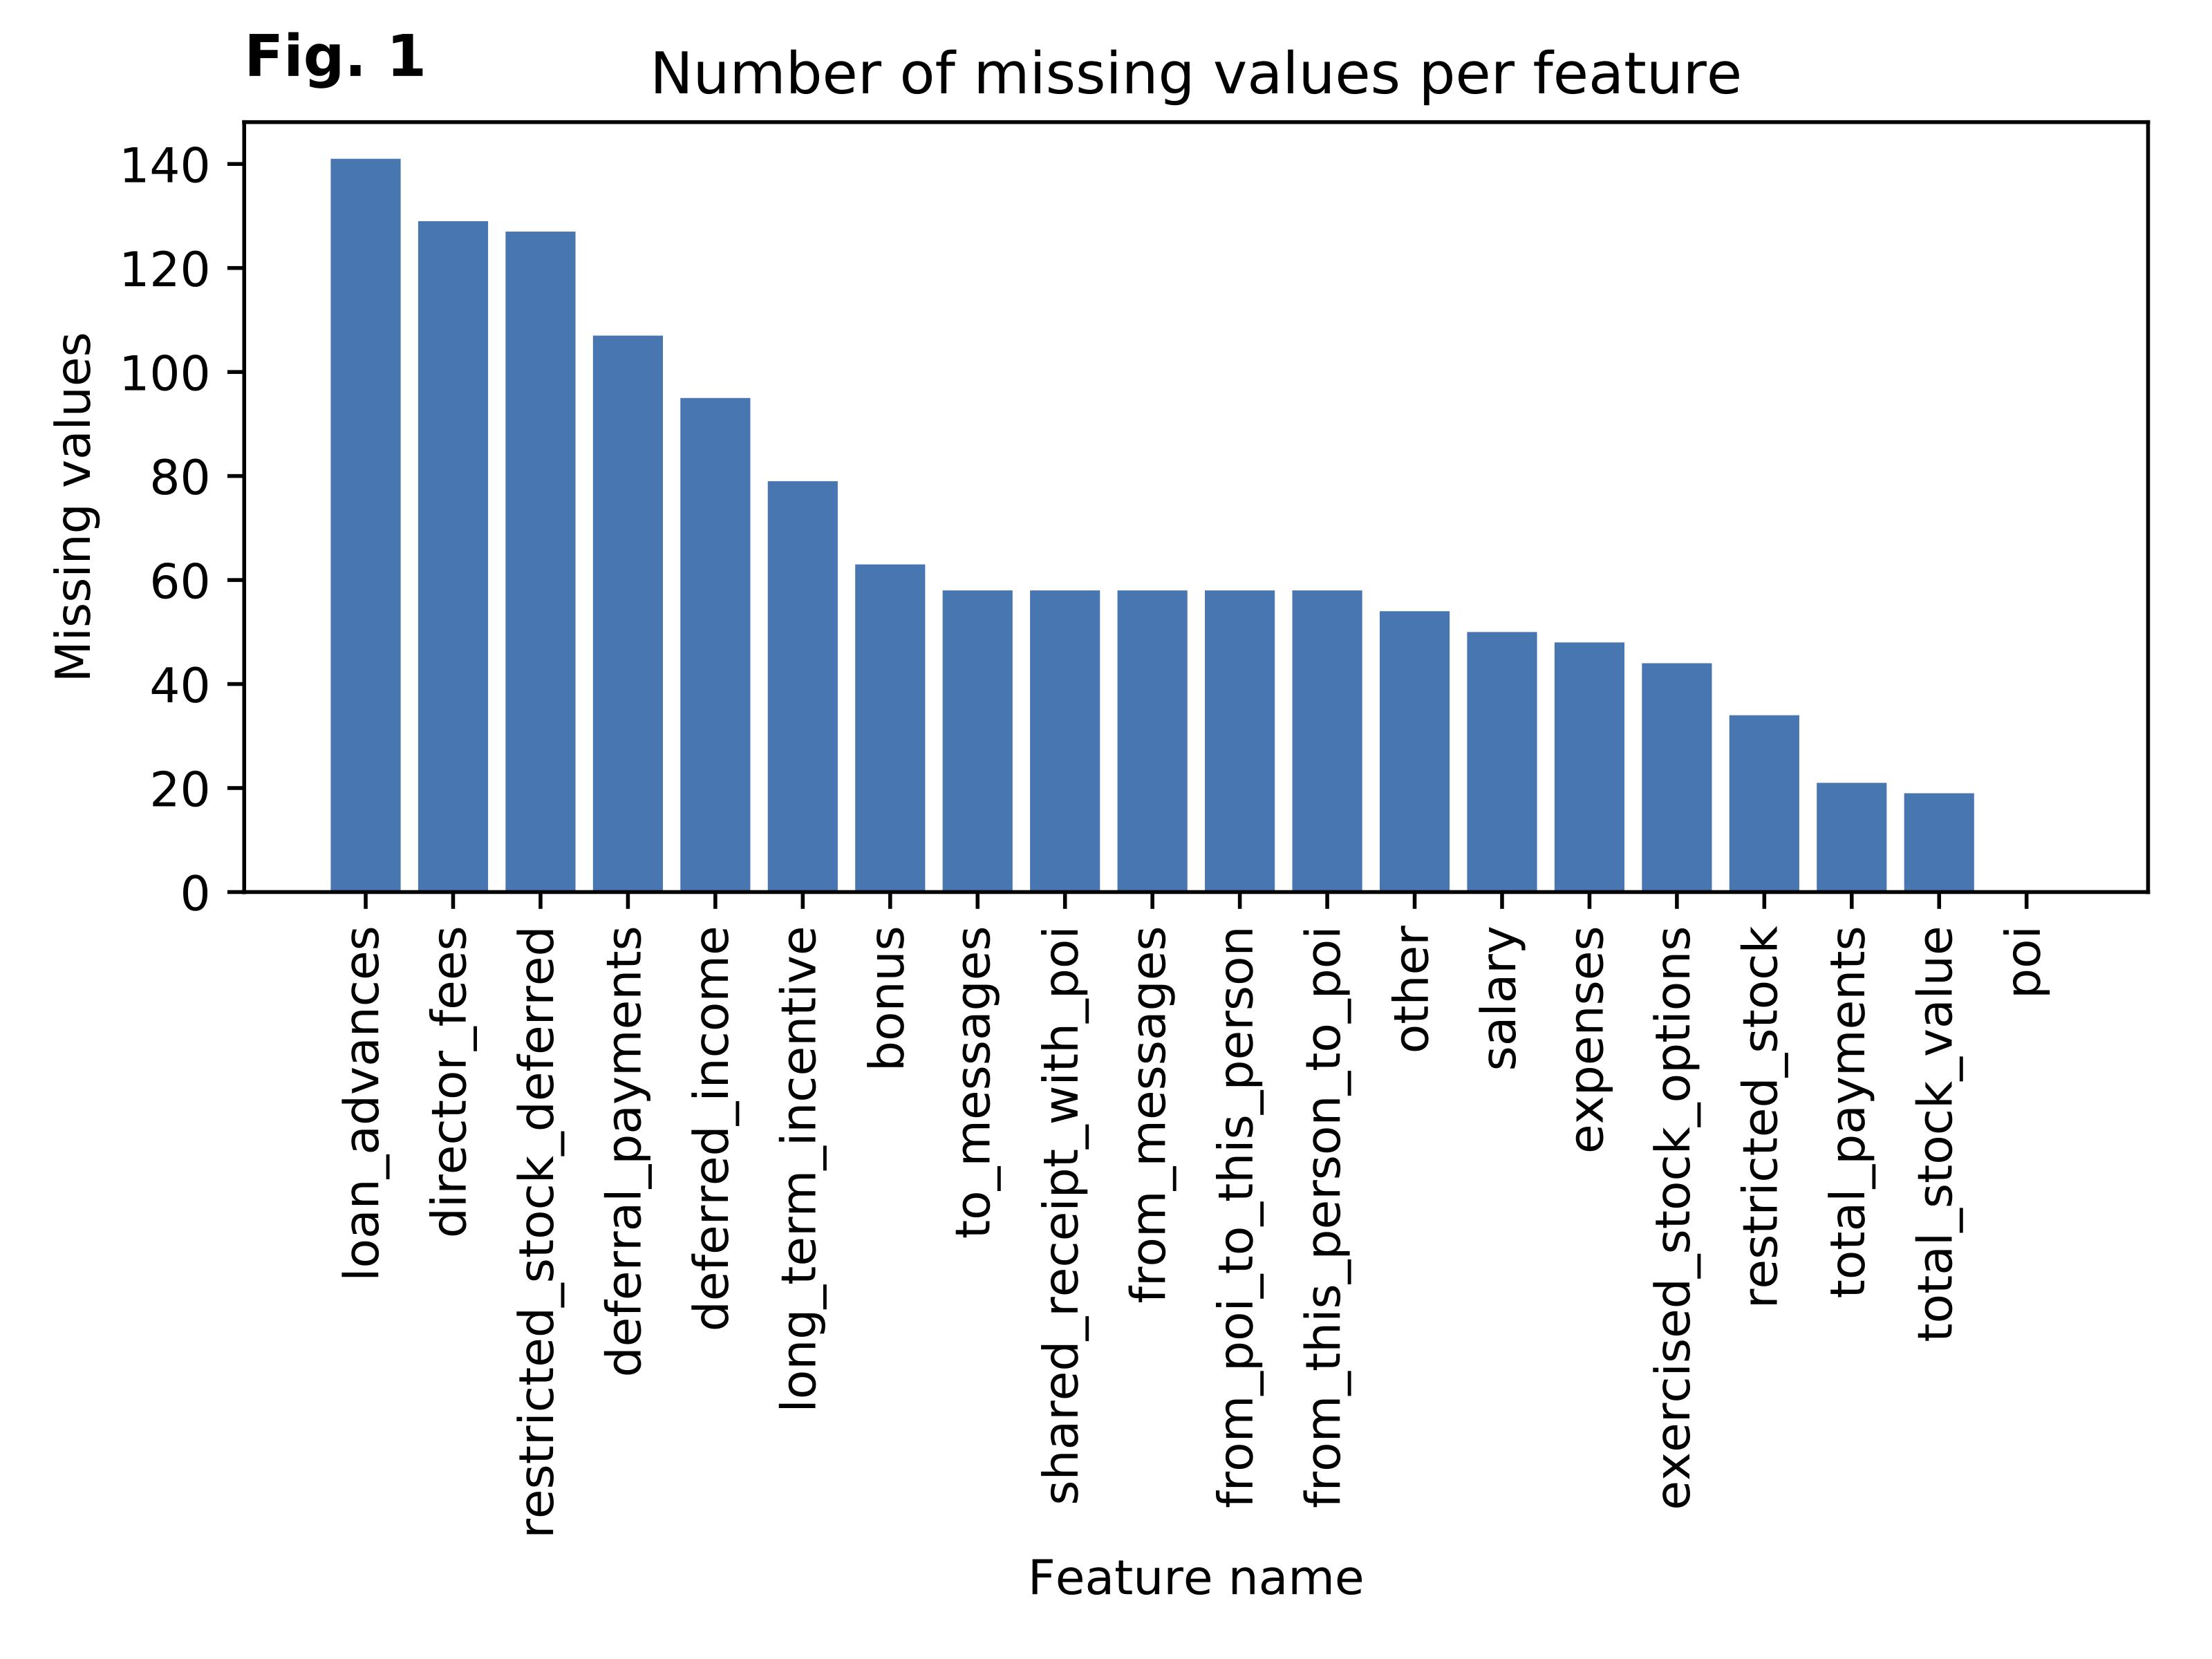 Fig. 1
Number of missing values per feature
Missing values
140
120
100
80
60
40
20
0
loan_advances
director_fees
restricted_stock_deferred
deferral_payments
deferred_income
long_term_incentive
bonus
to_messages
shared_receipt_with_poi
from_messages
from_poi_to_this_person
from_this_person_to_poi
other
salary
expenses
exercised_stock_options
restricted_stock
total_payments
total_stock_value
poi
Feature name